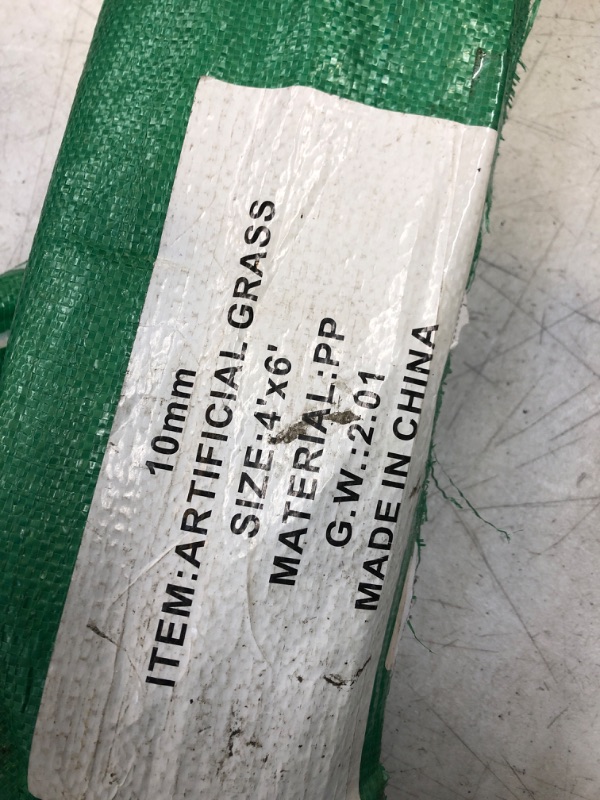 10mm
ITEM:ARTIFICIAL GRASS
SIZE:4'x6'
MATERIAL:PP
G.W.:2.01
MADE IN CHINA